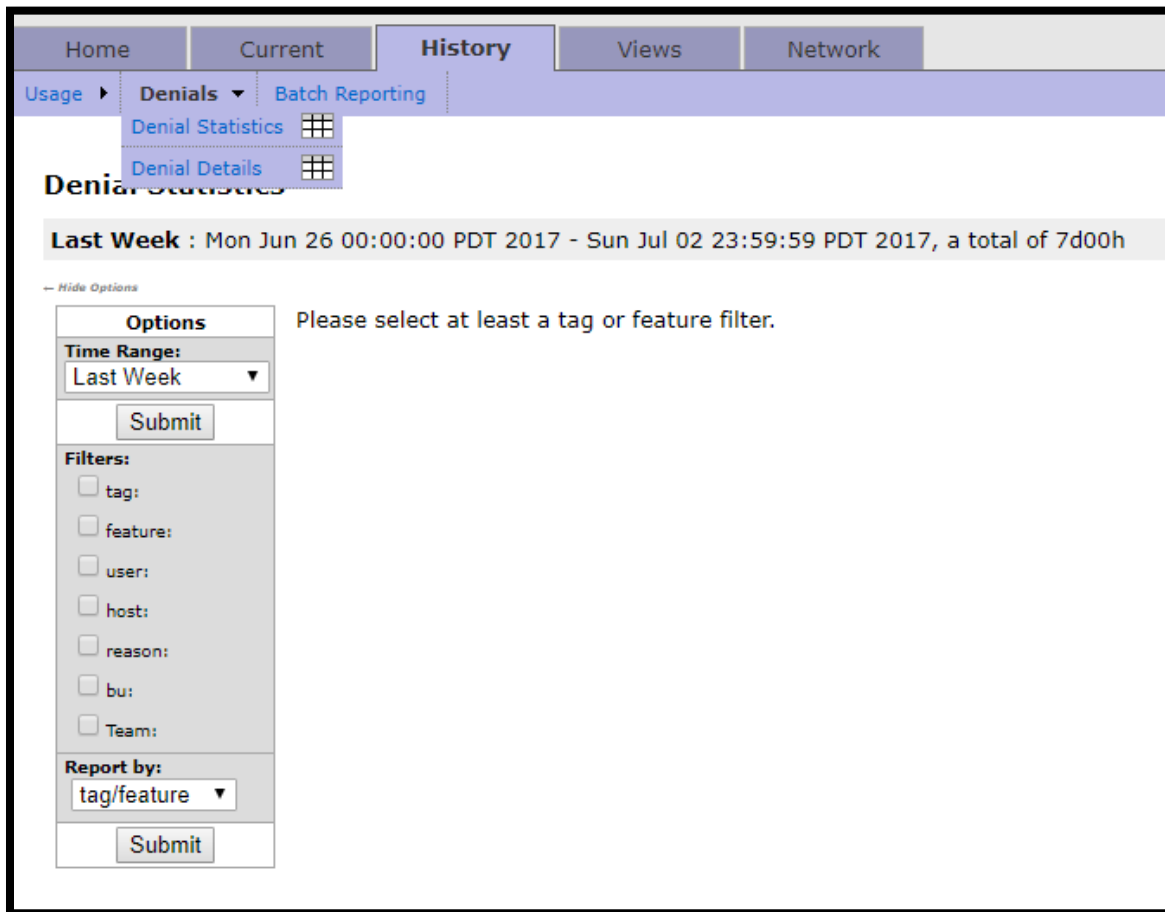 Home Current History Views Network
Usage Denials Batch Reporting
Denial Statistics
Denial Details
Denial Statistics
Last Week : Mon Jun 26 00:00:00 PDT 2017 - Sun Jul 02 23:59:59 PDT 2017, a total of 7d00h
← Hide Options
Options
Please select at least a tag or feature filter.
Time Range:
Last Week
Submit
Filters:
tag:
feature:
user:
host:
reason:
bu:
Team:
Report by:
tag/feature
Submit